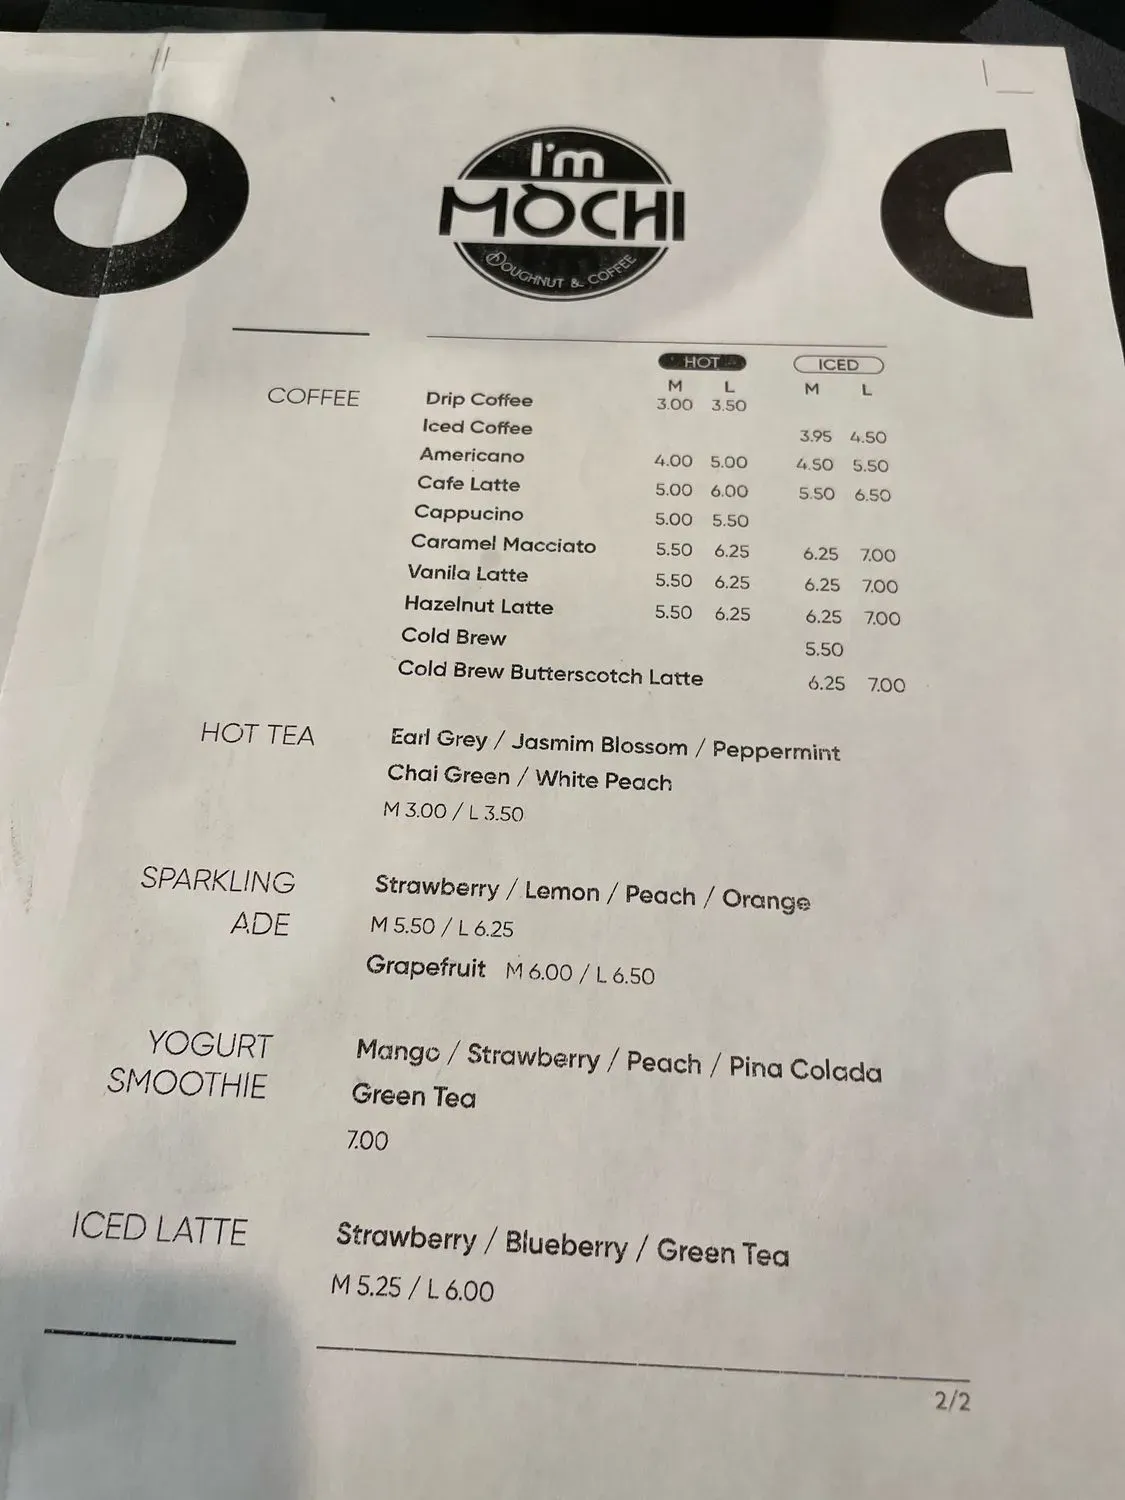 I'm
MOCHI
DOUGHNUT & COFFEE
HOT ICED
M L M L
COFFEE Drip Coffee 3.00 3.50
Iced Coffee 3.95 4.50
Americano 4.00 5.00 4.50 5.50
Cafe Latte 5.00 6.00 5.50 6.50
Cappucino 5.00 5.50
Caramel Macciato 5.50 6.25 6.25 7.00
Vanila Latte 5.50 6.25 6.25 7.00
Hazelnut Latte 5.50 6.25 6.25 7.00
Cold Brew 5.50
Cold Brew Butterscotch Latte 6.25 7.00
HOT TEA Earl Grey / Jasmim Blossom / Peppermint
Chai Green / White Peach
M 3.00 / L 3.50
SPARKLING Strawberry / Lemon / Peach / Orange
ADE M 5.50 / L 6.25
Grapefruit M 6.00 / L 6.50
YOGURT Mango / Strawberry / Peach / Pina Colada
SMOOTHIE Green Tea
7.00
ICED LATTE Strawberry / Blueberry / Green Tea
M 5.25 / L 6.00
2/2